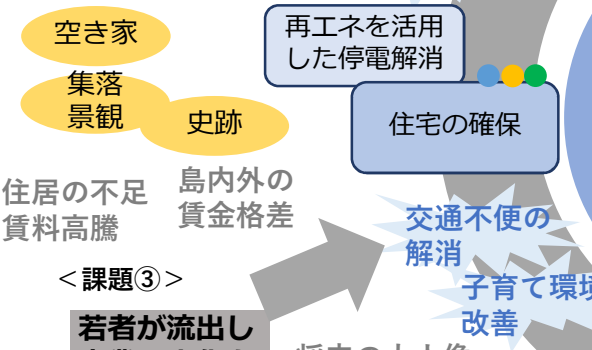 空き家
再エネを活用
した停電解消
集落
景観
史跡
住宅の確保
住居の不足
賃料高騰
島内外の
賃金格差
交通不便の
解消
＜課題③＞
子育て環境
改善
若者が流出し